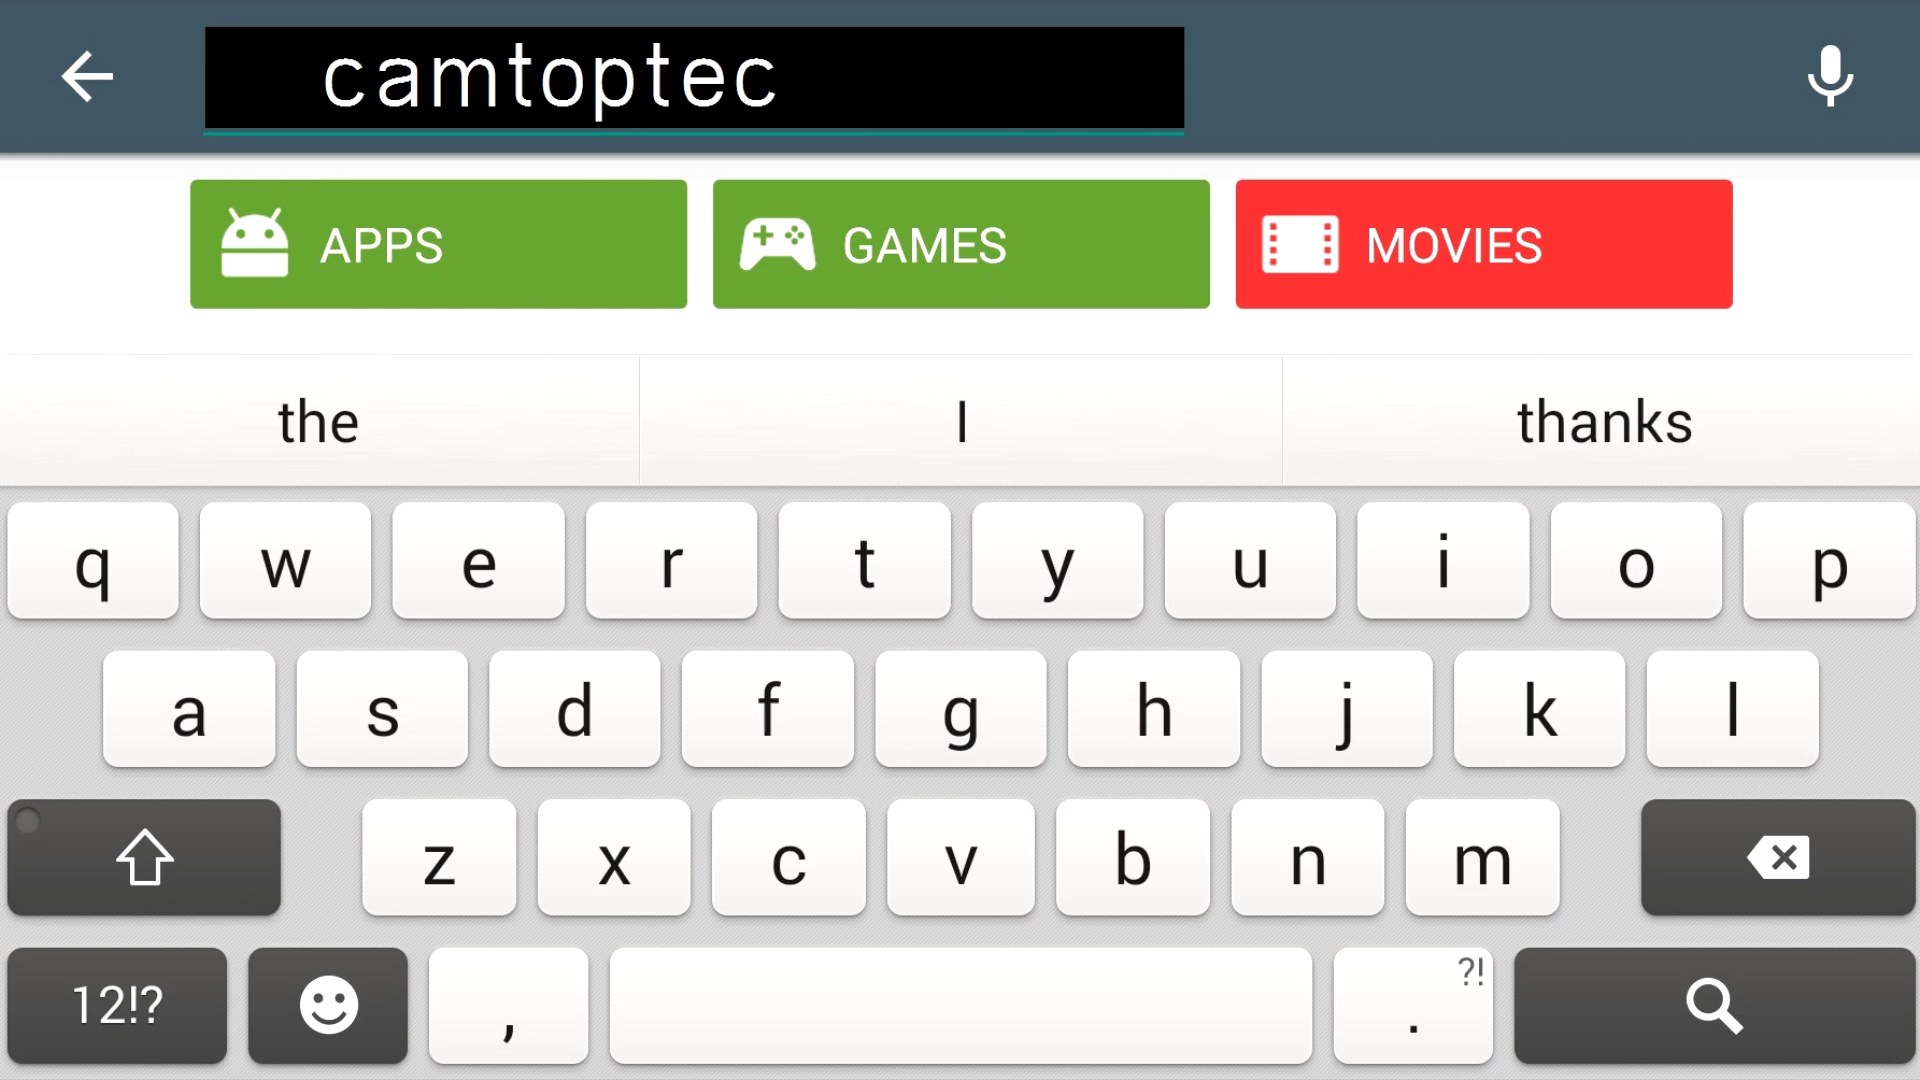 camtoptec
APPS GAMES MOVIES
the I thanks
q w e r t y u i o p
a s d f g h j k l
z x c v b n m
12!? , . ?!